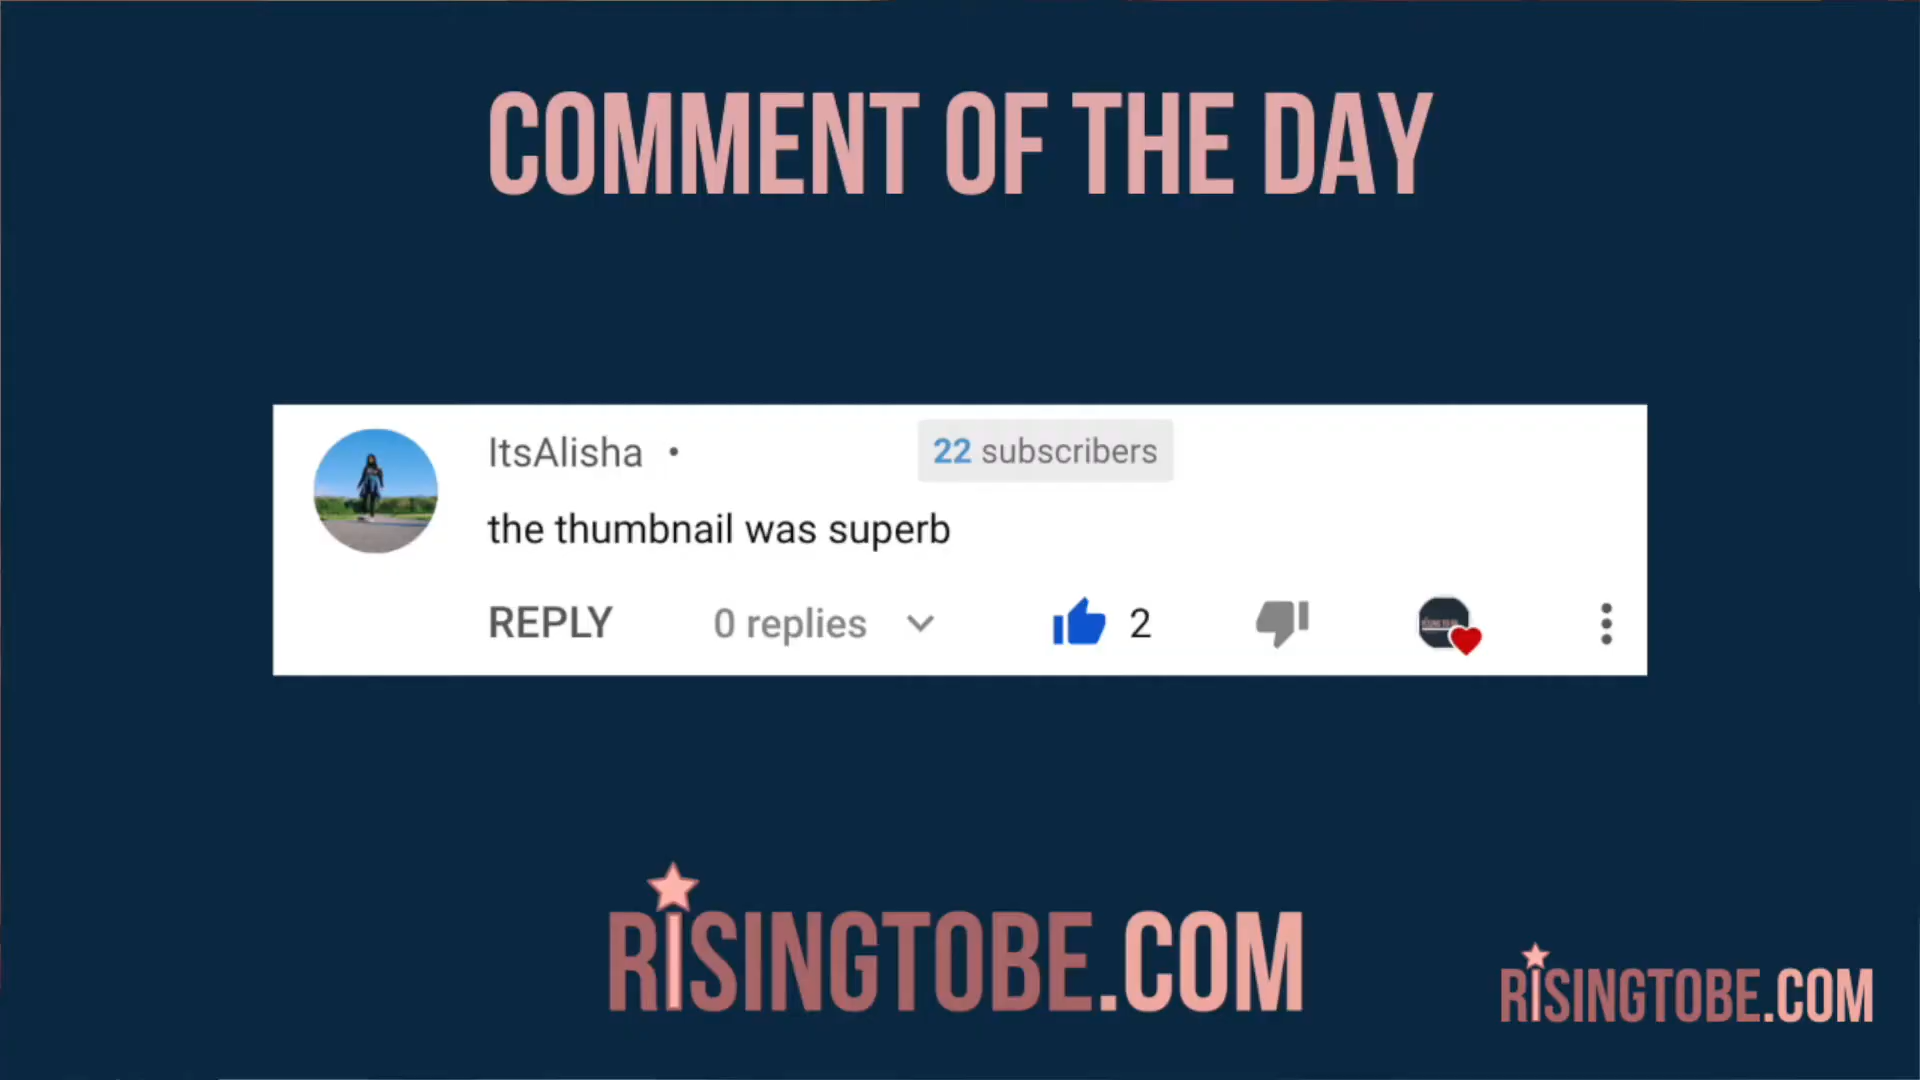 COMMENT OF THE DAY
ItsAlisha • 22 subscribers
the thumbnail was superb
REPLY 0 replies 2
RISINGTOBE.COM
RISINGTOBE.COM